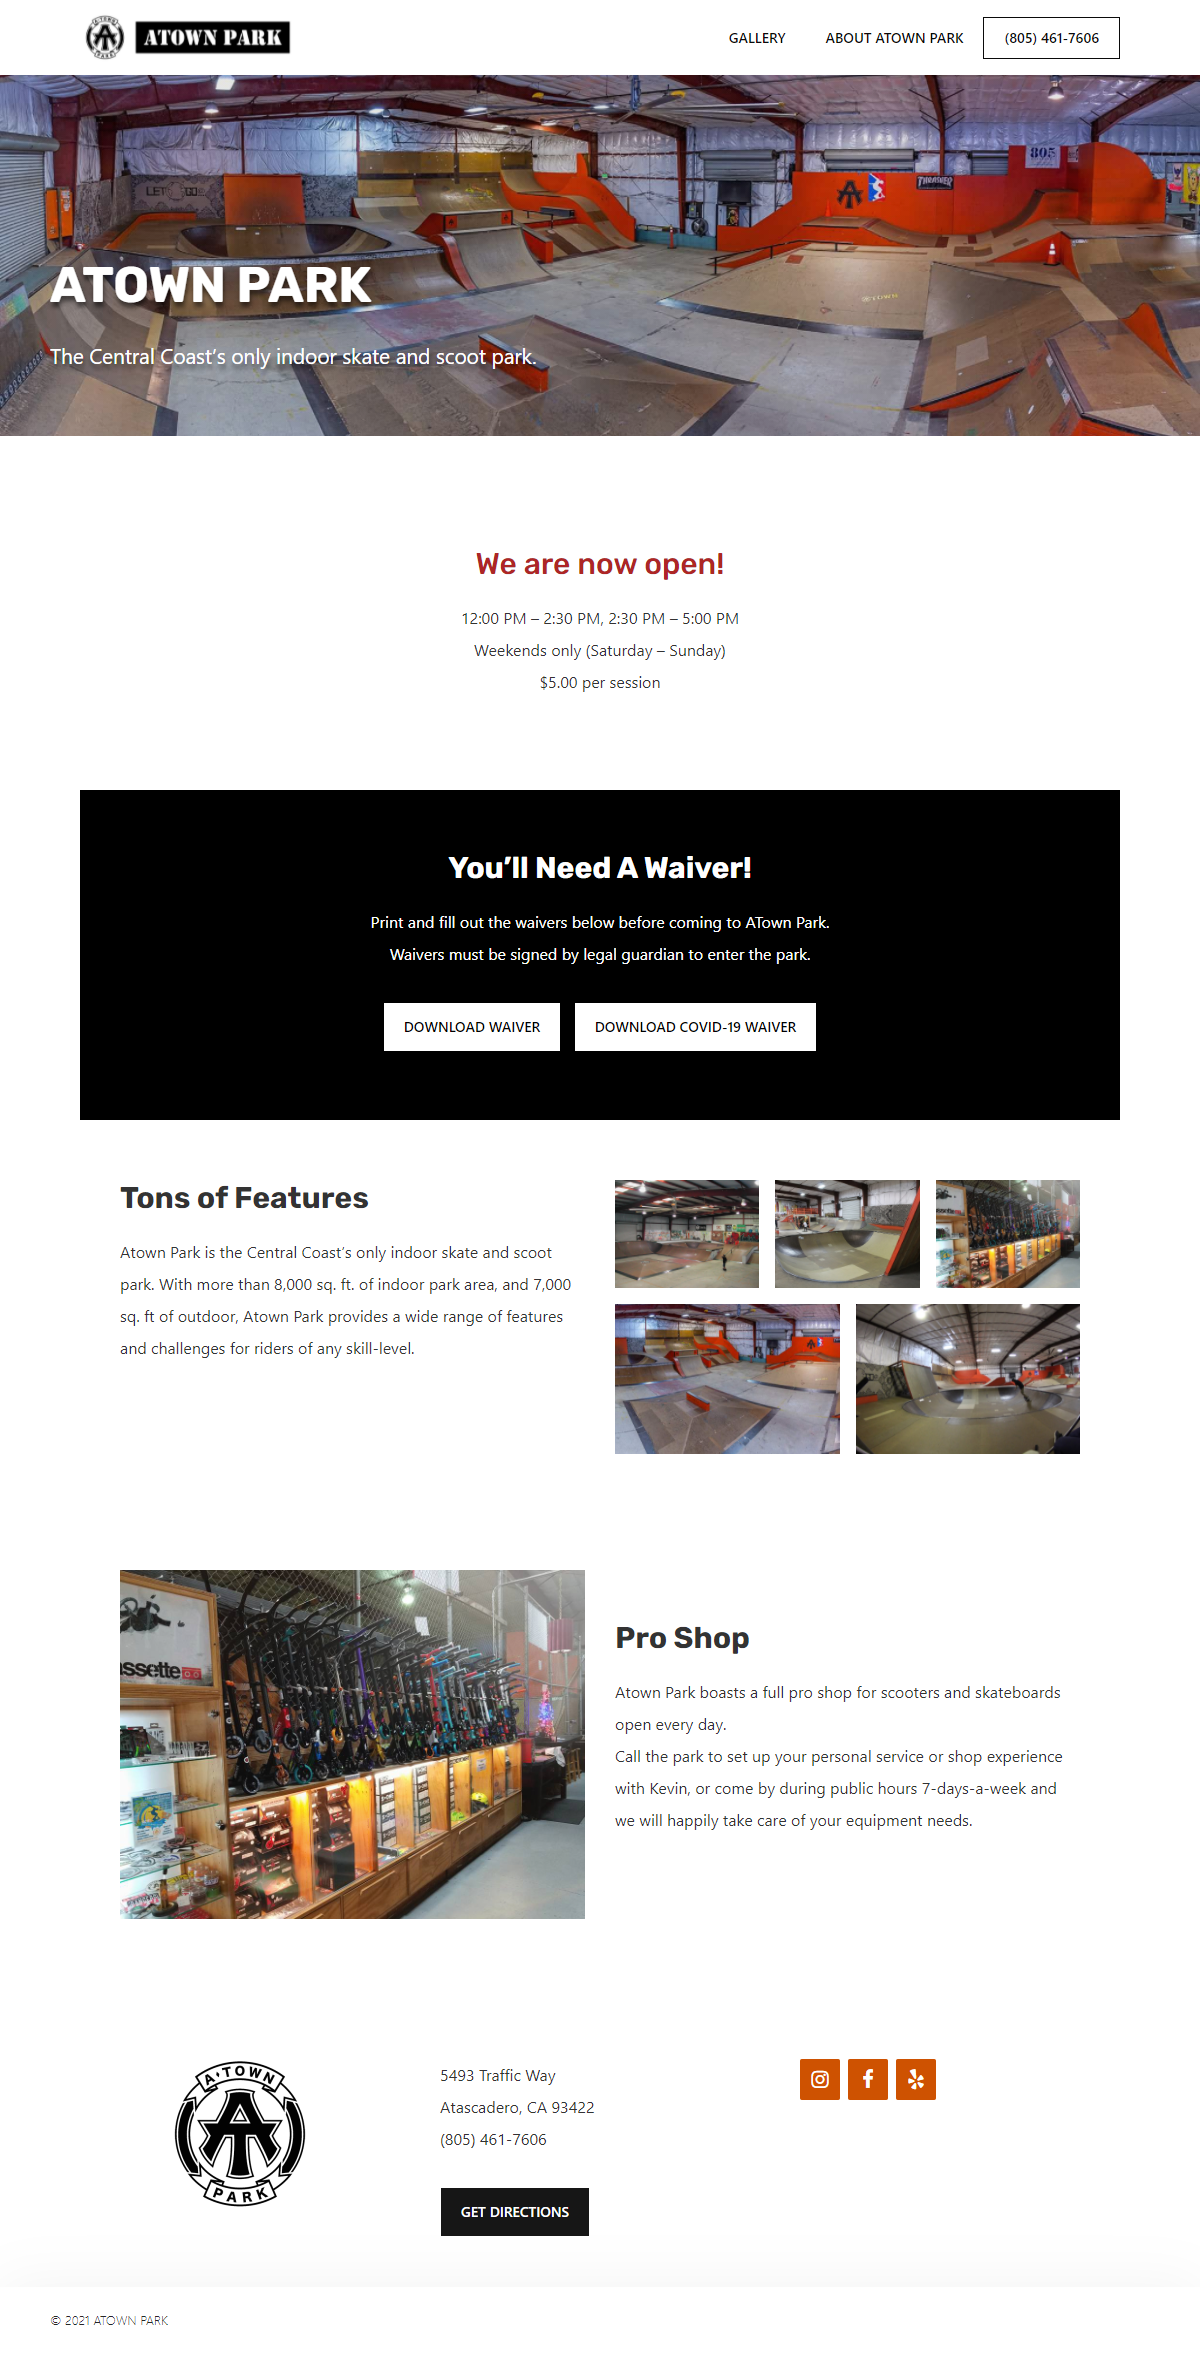 A·TOWN
PARK
ATOWN PARK
GALLERY
ABOUT ATOWN PARK
(805) 461-7606
LET
805
THRASHER
ATOWN
ATOWN PARK
The Central Coast’s only indoor skate and scoot park.
We are now open!
12:00 PM – 2:30 PM, 2:30 PM – 5:00 PM
Weekends only (Saturday – Sunday)
$5.00 per session
You’ll Need A Waiver!
Print and fill out the waivers below before coming to ATown Park.
Waivers must be signed by legal guardian to enter the park.
DOWNLOAD WAIVER
DOWNLOAD COVID-19 WAIVER
Tons of Features
Atown Park is the Central Coast’s only indoor skate and scoot
park. With more than 8,000 sq. ft. of indoor park area, and 7,000
sq. ft of outdoor, Atown Park provides a wide range of features
and challenges for riders of any skill-level.
ssette
ssette
Pro Shop
Atown Park boasts a full pro shop for scooters and skateboards
open every day.
Call the park to set up your personal service or shop experience
with Kevin, or come by during public hours 7-days-a-week and
we will happily take care of your equipment needs.
A·TOWN
AT
PARK
5493 Traffic Way
Atascadero, CA 93422
(805) 461-7606
GET DIRECTIONS
© 2021 ATOWN PARK